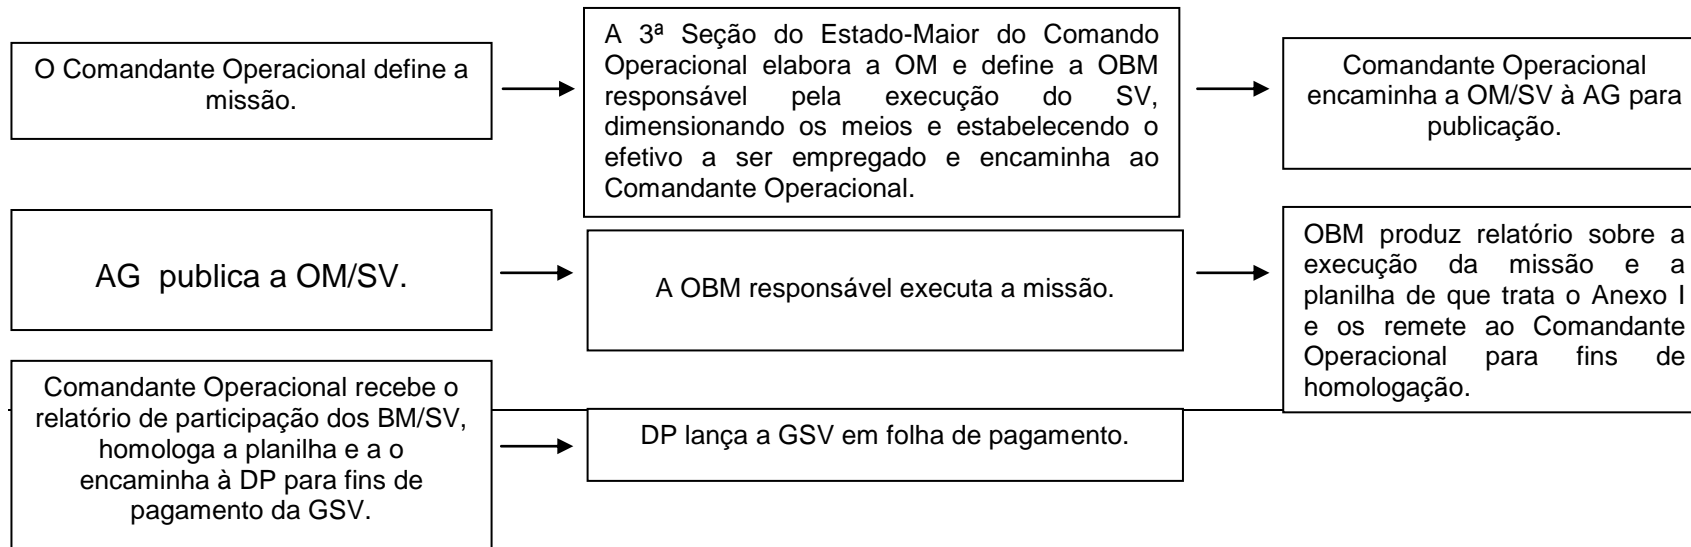 O Comandante Operacional define a
missão.
A 3ª Seção do Estado-Maior do Comando
Operacional elabora a OM e define a OBM
responsável pela execução do SV,
dimensionando os meios e estabelecendo o
efetivo a ser empregado e encaminha ao
Comandante Operacional.
Comandante Operacional
encaminha a OM/SV à AG para
publicação.
AG publica a OM/SV.
A OBM responsável executa a missão.
OBM produz relatório sobre a
execução da missão e a
planilha de que trata o Anexo I
e os remete ao Comandante
Operacional para fins de
homologação.
Comandante Operacional recebe o
relatório de participação dos BM/SV,
homologa a planilha e a o
encaminha à DP para fins de
pagamento da GSV.
DP lança a GSV em folha de pagamento.